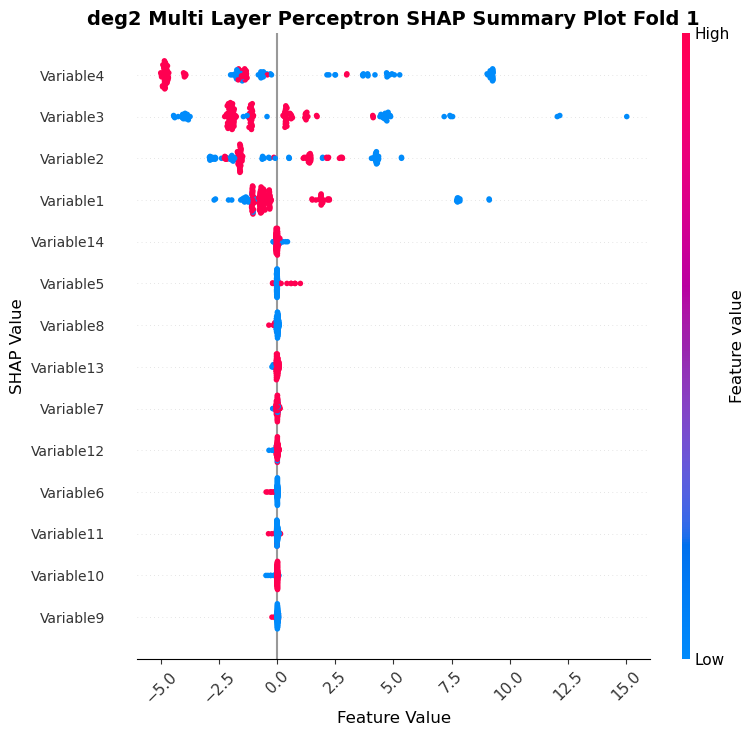 deg2 Multi Layer Perceptron SHAP Summary Plot Fold 1
High
Variable4
Variable3
Variable2
Variable1
Variable14
Variable5
Variable8
Variable13
Variable7
Variable12
Variable6
Variable11
Variable10
Variable9
SHAP Value
Feature value
Low
−5.0
−2.5
0.0
2.5
5.0
7.5
10.0
12.5
15.0
Feature Value